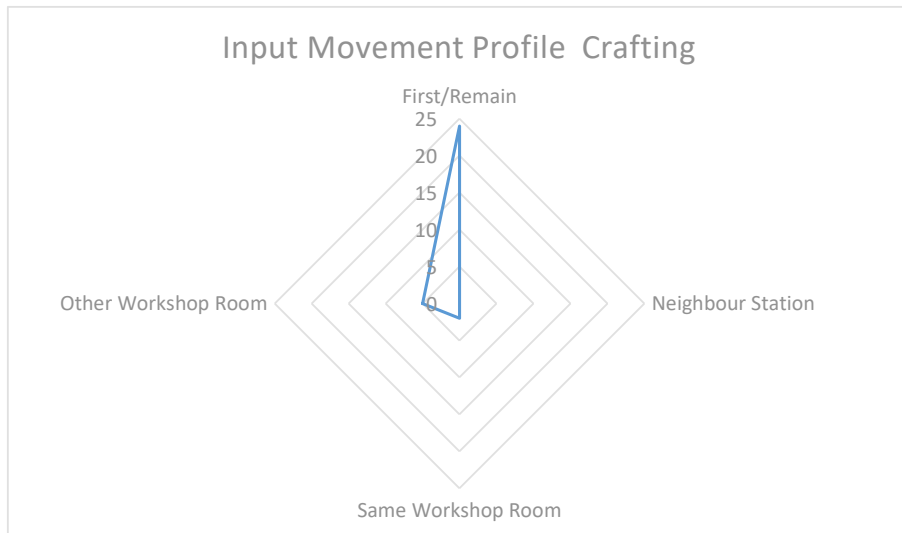 Input Movement Profile  Crafting
First/Remain
25
20
15
10
5
0
Other Workshop Room
Neighbour Station
Same Workshop Room